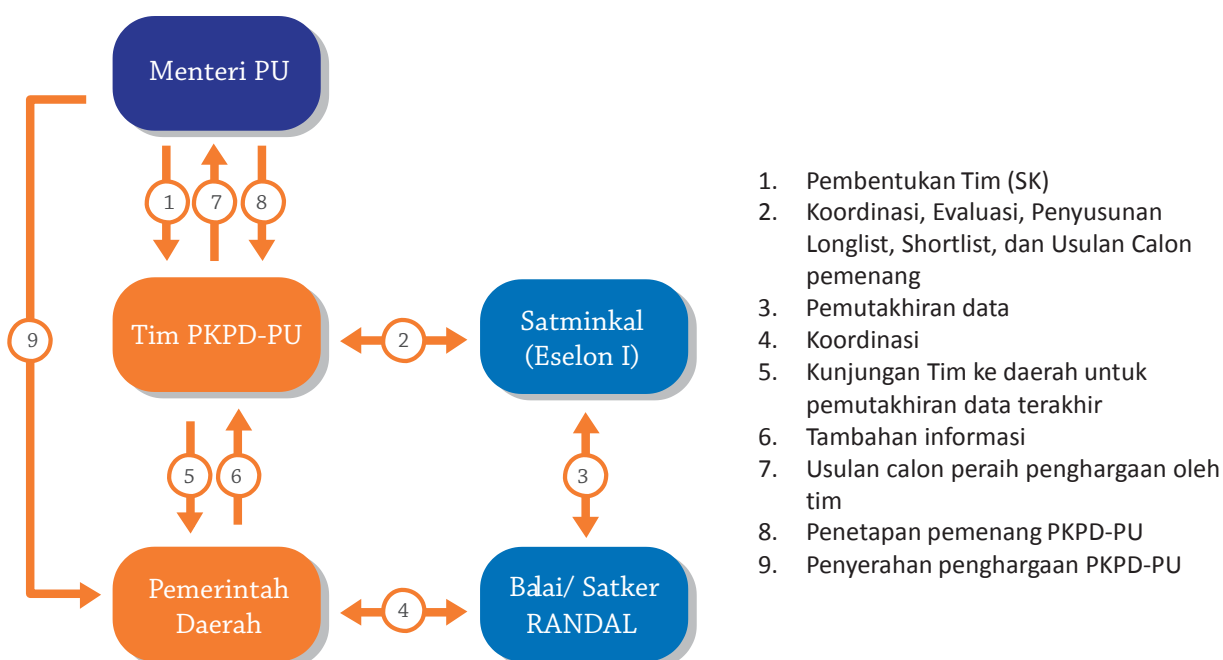 Menteri PU
1
7
8
Tim PKPD-PU
9
2
Satminkal
(Eselon I)
5
6
3
Pemerintah
Daerah
4
Balai/ Satker
RANDAL
1. Pembentukan Tim (SK)
2. Koordinasi, Evaluasi, Penyusunan
Longlist, Shortlist, dan Usulan Calon
pemenang
3. Pemutakhiran data
4. Koordinasi
5. Kunjungan Tim ke daerah untuk
pemutakhiran data terakhir
6. Tambahan informasi
7. Usulan calon peraih penghargaan oleh
tim
8. Penetapan pemenang PKPD-PU
9. Penyerahan penghargaan PKPD-PU